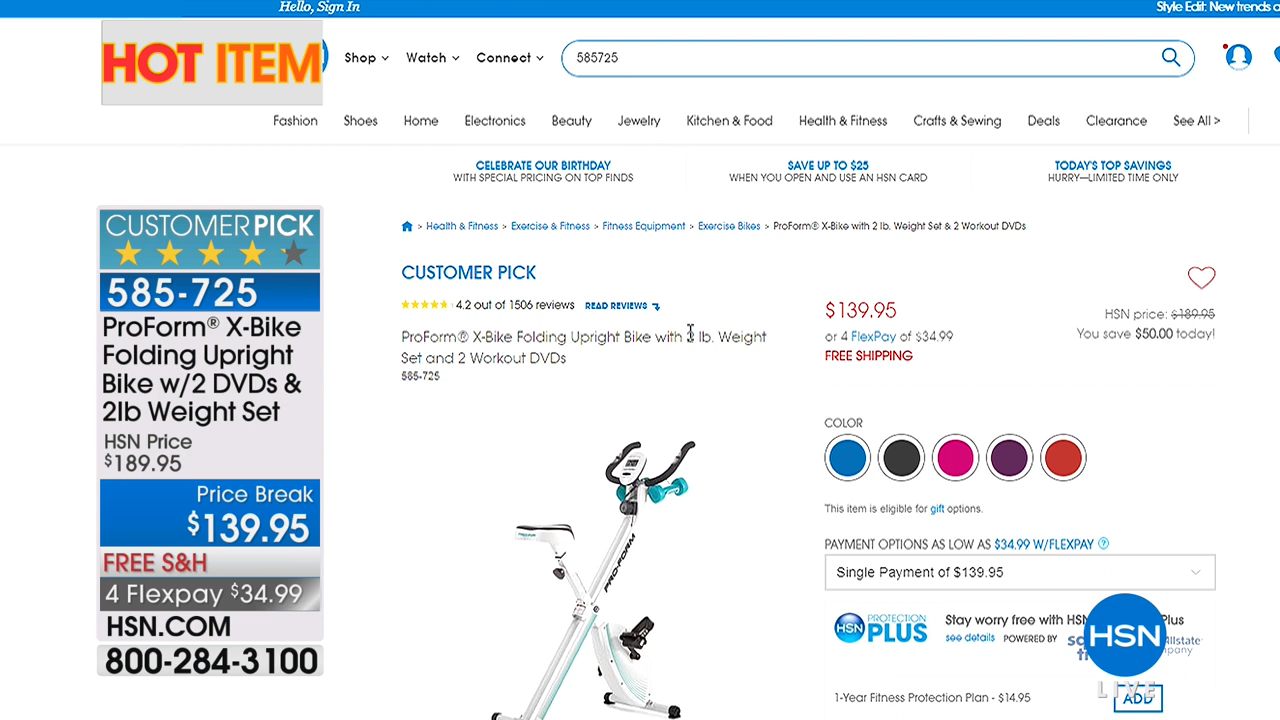 Hello, Sign In
Style Edit: New trends
HOT ITEM
Shop
Watch
Connect
585725
Fashion
Shoes
Home
Electronics
Beauty
Jewelry
Kitchen & Food
Health & Fitness
Crafts & Sewing
Deals
Clearance
See All >
CELEBRATE OUR BIRTHDAY
WITH SPECIAL PRICING ON TOP FINDS
SAVE UP TO $25
WHEN YOU OPEN AND USE AN HSN CARD
TODAY'S TOP SAVINGS
HURRY—LIMITED TIME ONLY
CUSTOMER PICK
585-725
ProForm® X-Bike
Folding Upright
Bike w/2 DVDs &
2lb Weight Set
HSN Price
$189.95
Price Break
$139.95
FREE S&H
4 Flexpay $34.99
HSN.COM
800-284-3100
> Health & Fitness > Exercise & Fitness > Fitness Equipment > Exercise Bikes > ProForm® X-Bike with 2 lb. Weight Set & 2 Workout DVDs
CUSTOMER PICK
4.2 out of 1506 reviews READ REVIEWS
ProForm® X-Bike Folding Upright Bike with 2 lb. Weight
Set and 2 Workout DVDs
585-725
PRO-FORM
$139.95
or 4 FlexPay of $34.99
FREE SHIPPING
HSN price: $189.95
You save $50.00 today!
COLOR
This item is eligible for gift options.
PAYMENT OPTIONS AS LOW AS $34.99 W/FLEXPAY ?
Single Payment of $139.95
HSN PROTECTION PLUS
Stay worry free with HSN Plus
see details POWERED BY
1-Year Fitness Protection Plan - $14.95
ADD
HSN
LIVE